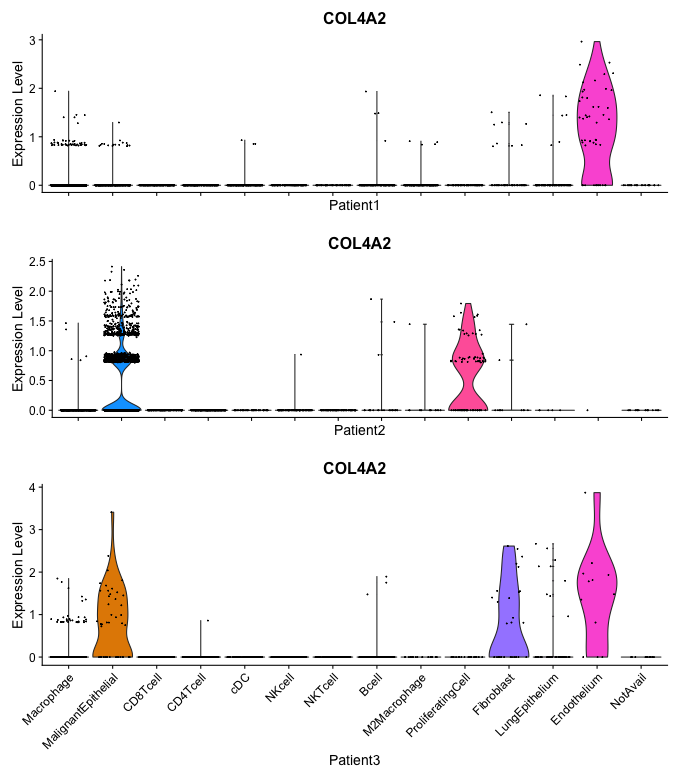 COL4A2
Expression Level
3
2
1
0
Patient1
COL4A2
Expression Level
2.5
2.0
1.5
1.0
0.5
0.0
Patient2
COL4A2
Expression Level
4
3
2
1
0
Macrophage
MalignantEpithelial
CD8Tcell
CD4Tcell
cDC
NKcell
NKTcell
Bcell
M2Macrophage
ProliferatingCell
Fibroblast
LungEpithelium
Endothelium
NotAvail
Patient3